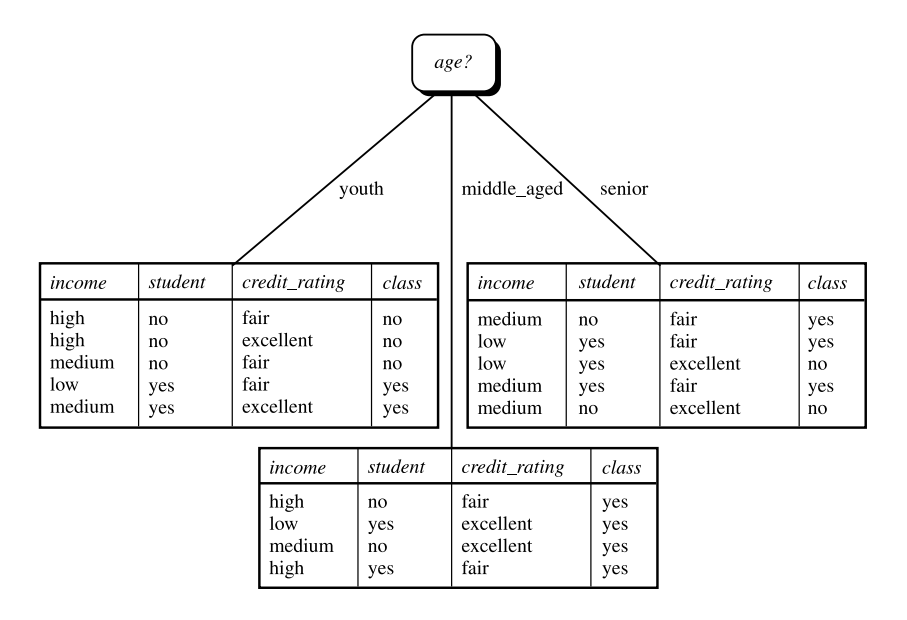 age?
youth
middle_aged
senior
income student credit_rating class
high no fair no
high no excellent no
medium no fair no
low yes fair yes
medium yes excellent yes
income student credit_rating class
medium no fair yes
low yes fair yes
low yes excellent no
medium yes fair yes
medium no excellent no
income student credit_rating class
high no fair yes
low yes excellent yes
medium no excellent yes
high yes fair yes